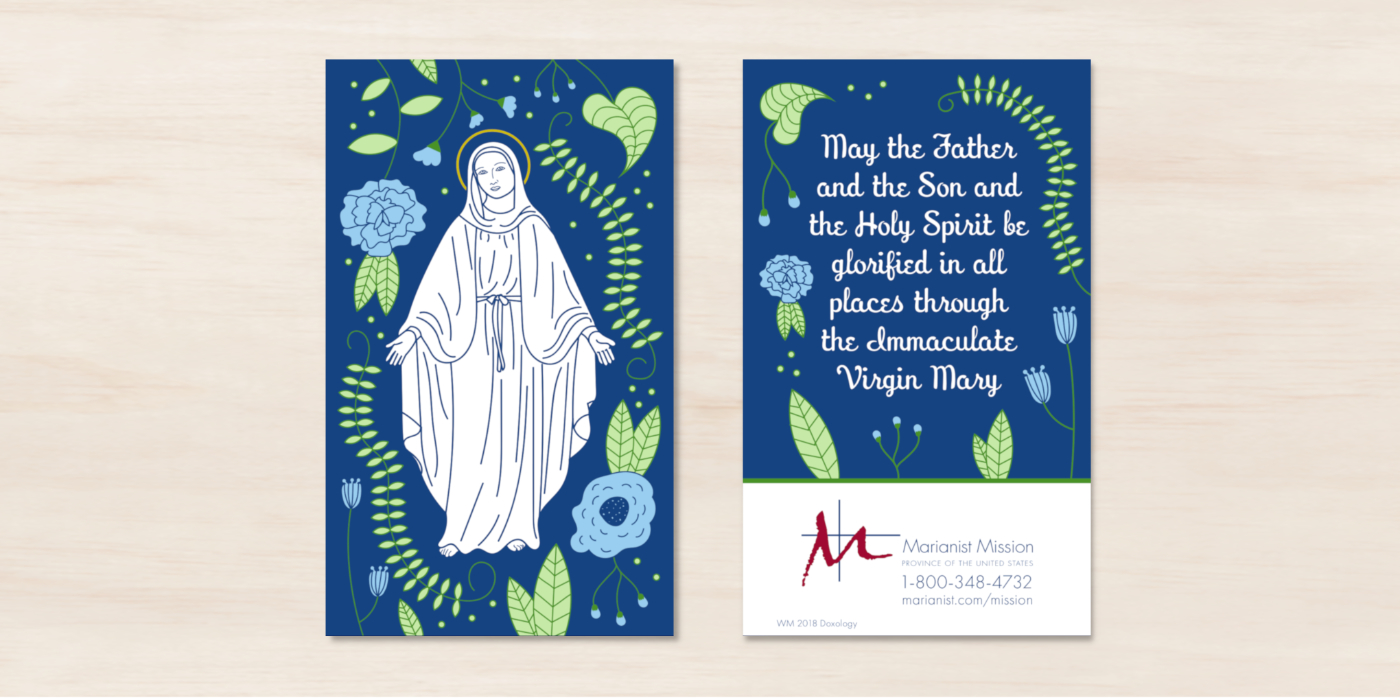 May the Father
and the Son and
the Holy Spirit be
glorified in all
places through
the Immaculate
Virgin Mary
Marianist Mission
PROVINCE OF THE UNITED STATES
1-800-348-4732
marianist.com/mission
WM 2018 Doxology